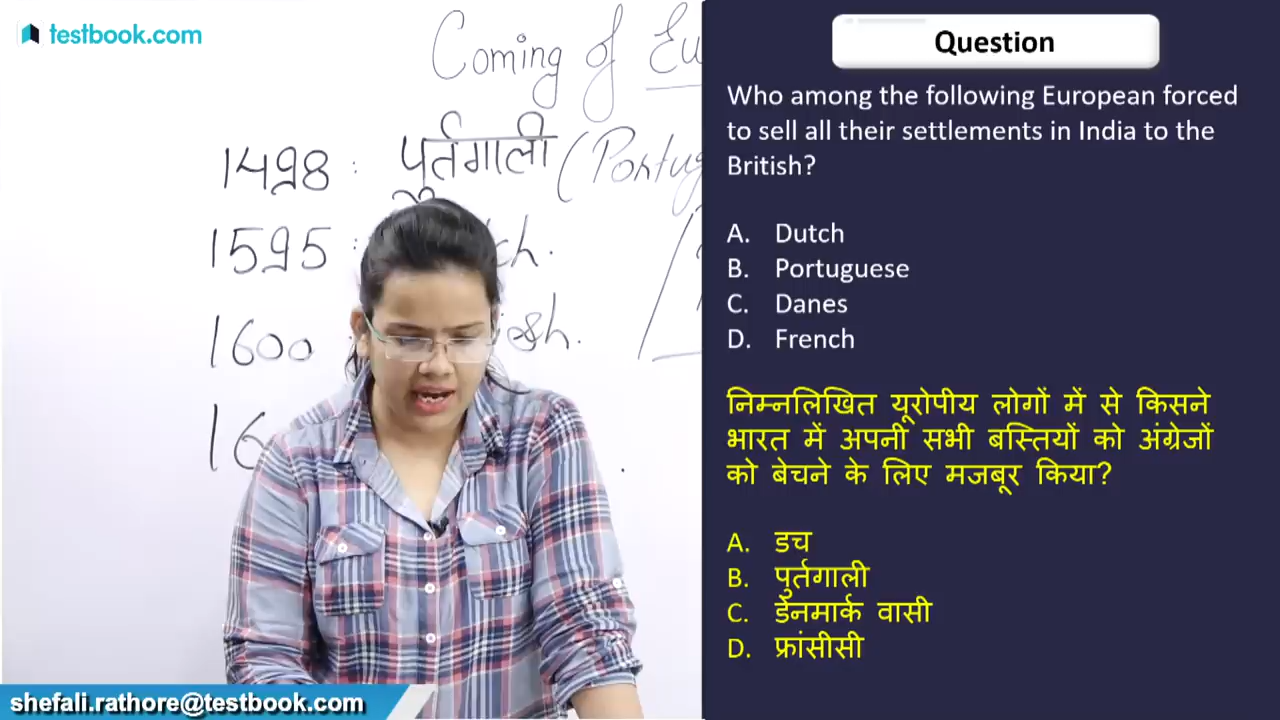 testbook.com
Coming of Eu
1498 : पुर्तगाली (Portug
1595 :
1600
Question
Who among the following European forced
to sell all their settlements in India to the
British?
A. Dutch
B. Portuguese
C. Danes
D. French
निम्नलिखित यूरोपीय लोगों में से किसने
भारत में अपनी सभी बस्तियों को अंग्रेजों
को बेचने के लिए मजबूर किया?
A. डच
B. पुर्तगाली
C. डेनमार्क वासी
D. फ्रांसीसी
shefali.rathore@testbook.com